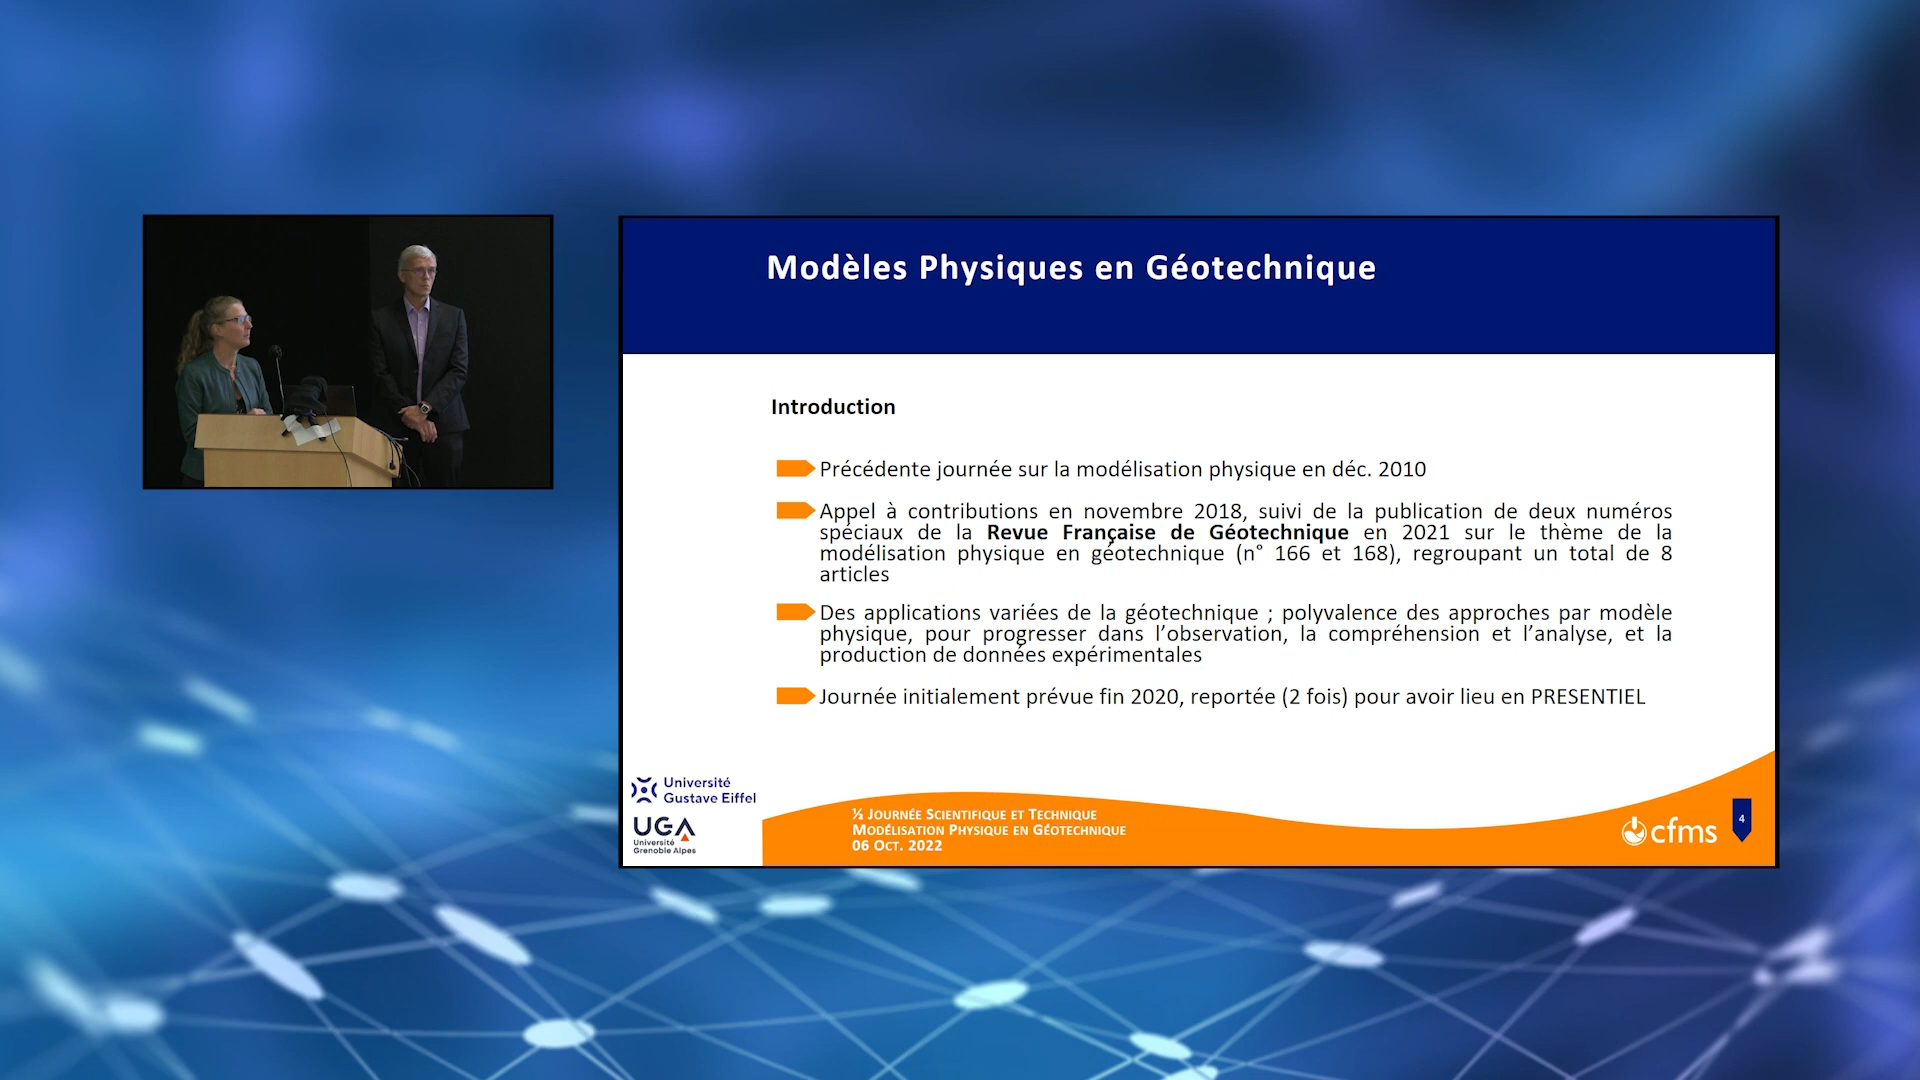 Modèles Physiques en Géotechnique
Introduction
Précédente journée sur la modélisation physique en déc. 2010
Appel à contributions en novembre 2018, suivi de la publication de deux numéros
spéciaux de la Revue Française de Géotechnique en 2021 sur le thème de la
modélisation physique en géotechnique (n° 166 et 168), regroupant un total de 8
articles
Des applications variées de la géotechnique ; polyvalence des approches par modèle
physique, pour progresser dans l’observation, la compréhension et l’analyse, et la
production de données expérimentales
Journée initialement prévue fin 2020, reportée (2 fois) pour avoir lieu en PRESENTIEL
Université
Gustave Eiffel
UGA
Université
Grenoble Alpes
½ Journée Scientifique et Technique
Modélisation Physique en Géotechnique
06 Oct. 2022
cfms
4